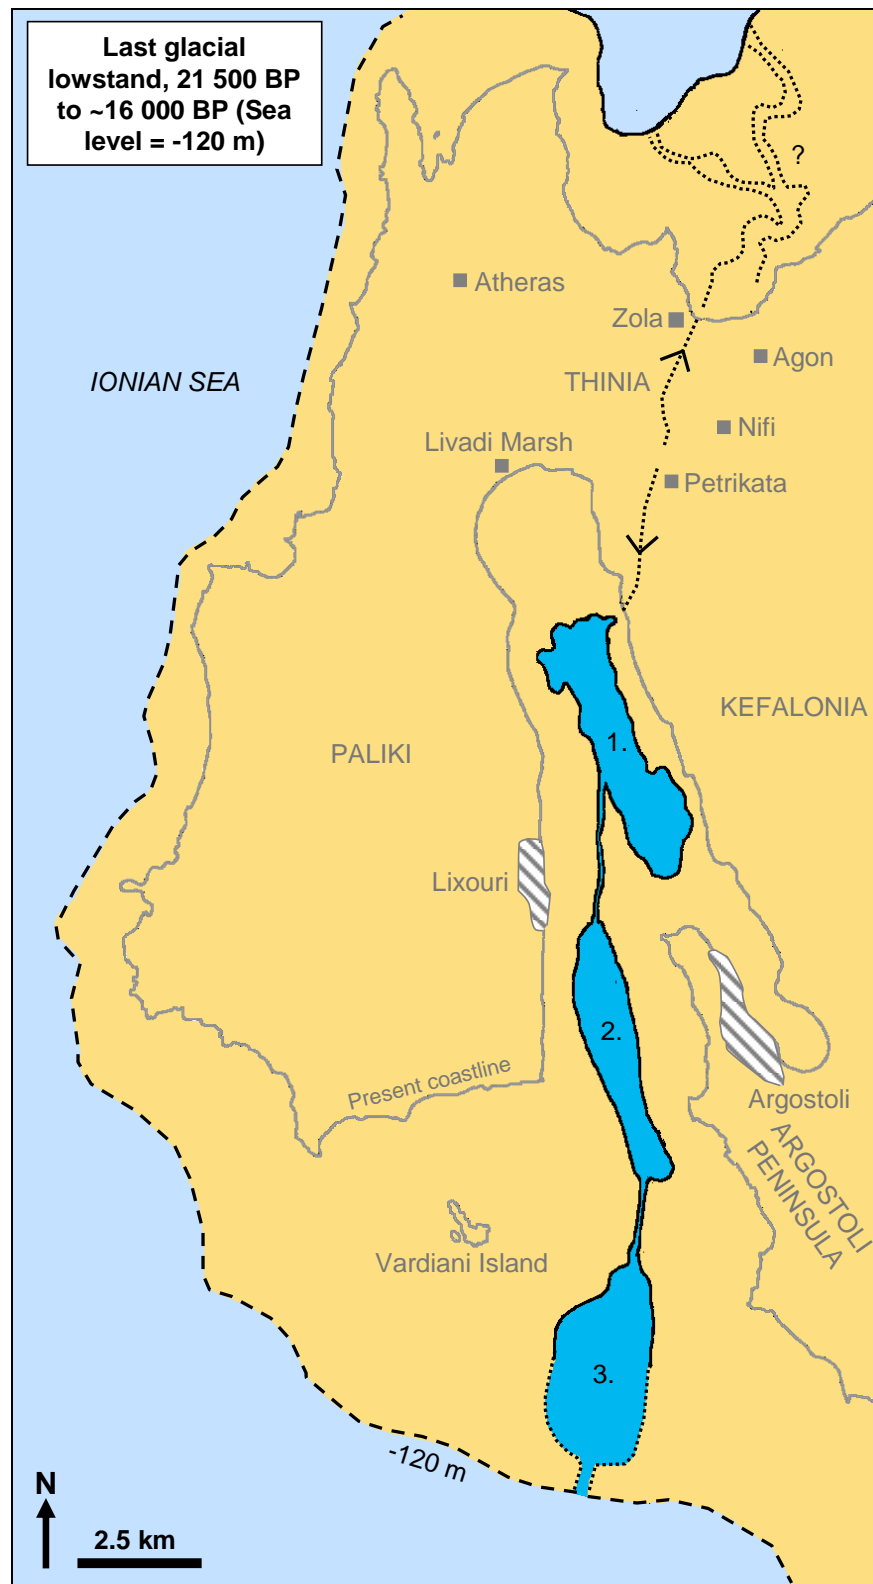 Last glacial
lowstand, 21 500 BP
to ~16 000 BP (Sea
level = -120 m)
?
Atheras
Zola
Agon
IONIAN SEA
THINIA
Nifi
Livadi Marsh
Petrikata
KEFALONIA
1.
PALIKI
Lixouri
2.
Present coastline
Argostoli
ARGOSTOLI
PENINSULA
Vardiani Island
3.
-120 m
N
2.5 km